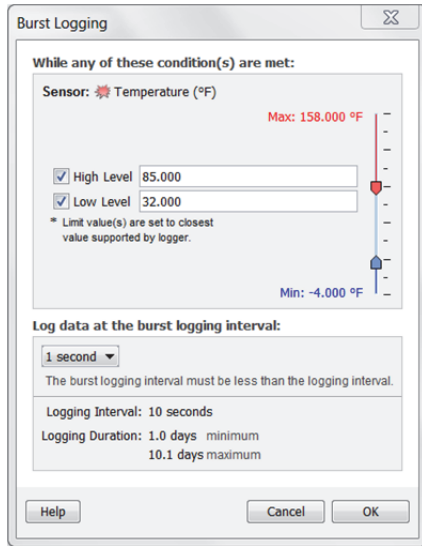 Burst Logging
While any of these condition(s) are met:
Sensor: Temperature (°F)
Max: 158.000 °F
High Level 85.000
Low Level 32.000
* Limit value(s) are set to closest
value supported by logger.
Min: -4.000 °F
Log data at the burst logging interval:
1 second
The burst logging interval must be less than the logging interval.
Logging Interval: 10 seconds
Logging Duration: 1.0 days minimum
10.1 days maximum
Help Cancel OK